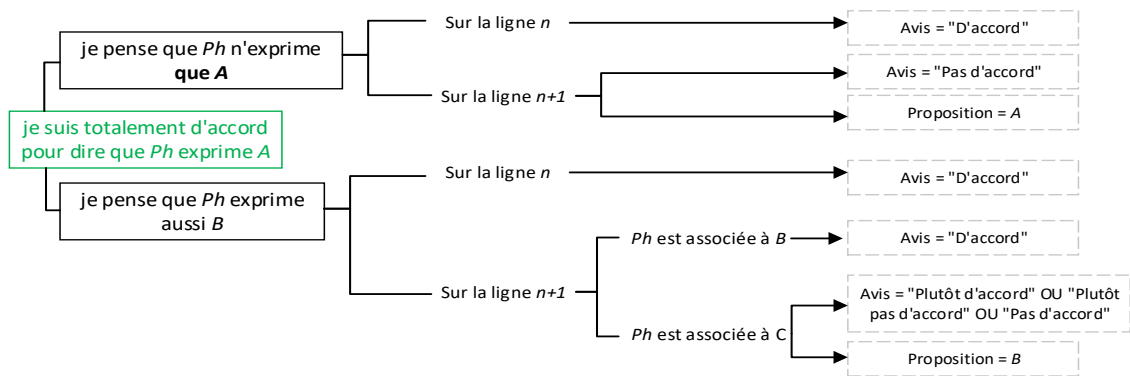 je suis totalement d'accord
pour dire que Ph exprime A
je pense que Ph n'exprime
que A
Sur la ligne n
Avis = "D'accord"
Sur la ligne n+1
Avis = "Pas d'accord"
Proposition = A
je pense que Ph exprime
aussi B
Sur la ligne n
Avis = "D'accord"
Sur la ligne n+1
Ph est associée à B
Avis = "D'accord"
Ph est associée à C
Avis = "Plutôt d'accord" OU "Plutôt
pas d'accord" OU "Pas d'accord"
Proposition = B